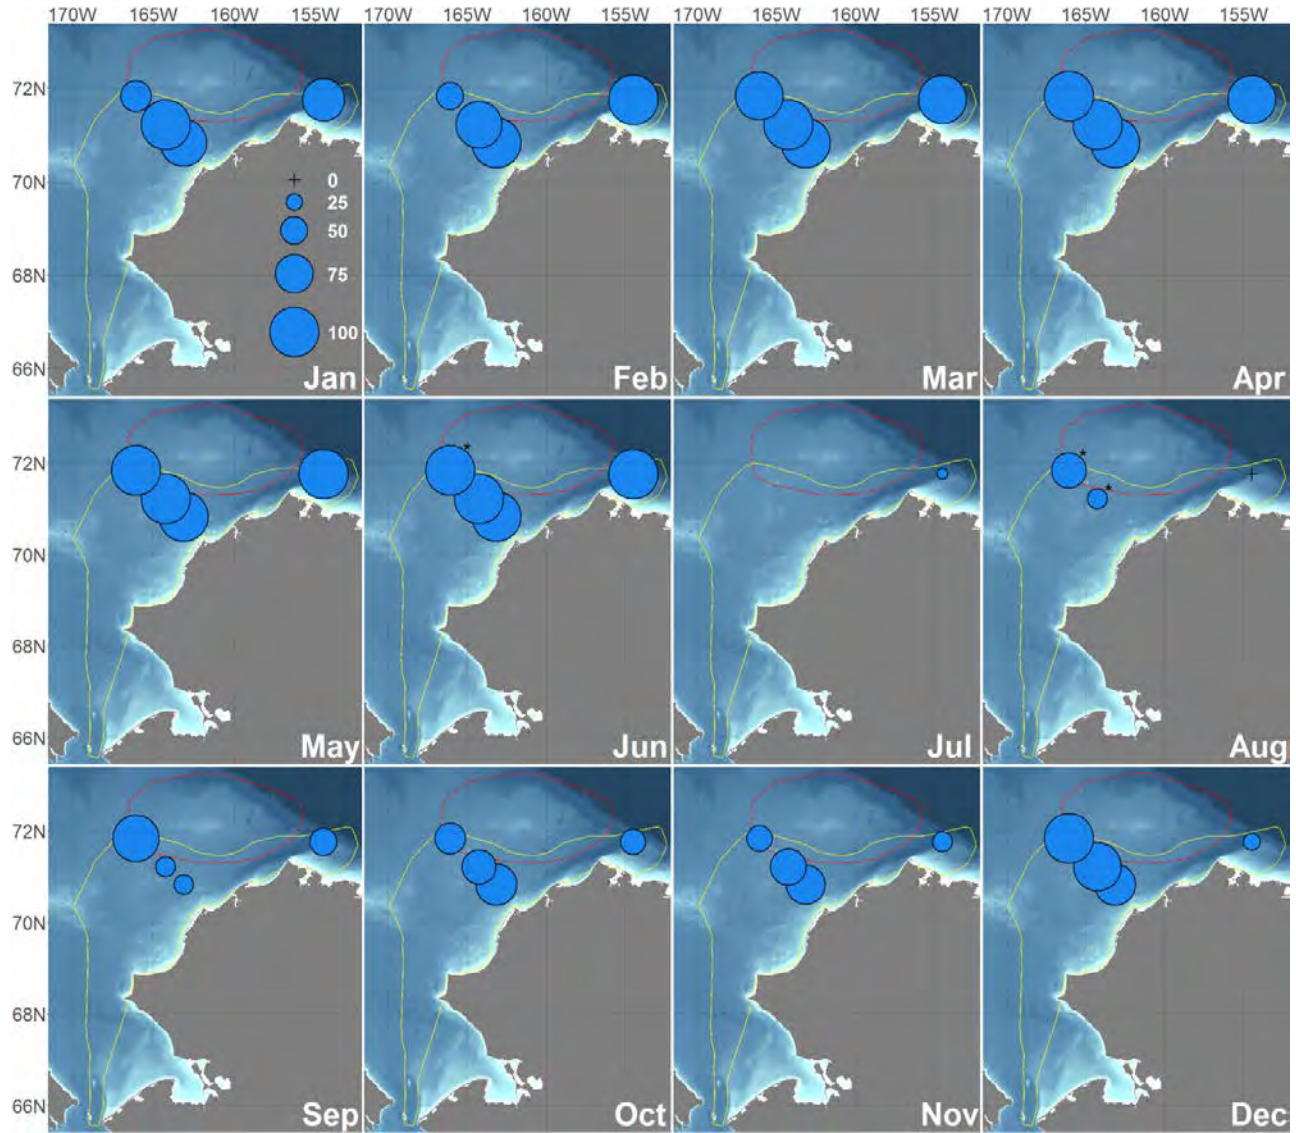 170W 165W 160W 155W 170W 165W 160W 155W 170W 165W 160W 155W 170W 165W 160W 155W
72N
70N
68N
66N
0
25
50
75
100
Jan Feb Mar Apr
72N
70N
68N
66N
May Jun Jul Aug
72N
70N
68N
66N
Sep Oct Nov Dec